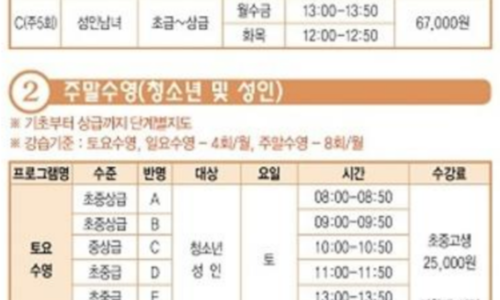 C(주5회) 성인남녀 초급~상급 월수금 13:00-13:50 67,000원
화목 12:00-12:50
2 주말수영(청소년 및 성인)
※ 기초부터 상급까지 단계별지도
※ 강습기준 : 토요수영, 일요수영 - 4회/월, 주말수영 - 8회/월
프로그램명 수준 반명 대상 요일 시간 수강료
토요수영 초중상급 A 청소년 성인 토 08:00-08:50 초중고생 25,000원
초중상급 B 09:00-09:50
중상급 C 10:00-10:50
초중급 D 11:00-11:50
초중급 E 13:00-13:50